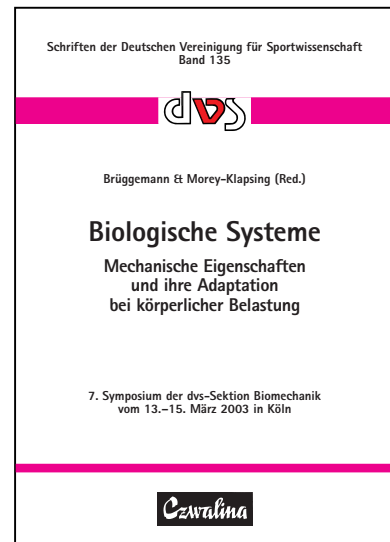 Schriften der Deutschen Vereinigung für Sportwissenschaft
Band 135
dvs
Brüggemann & Morey-Klapsing (Red.)
Biologische Systeme
Mechanische Eigenschaften
und ihre Adaptation
bei körperlicher Belastung
7. Symposium der dvs-Sektion Biomechanik
vom 13.–15. März 2003 in Köln
Czwalina